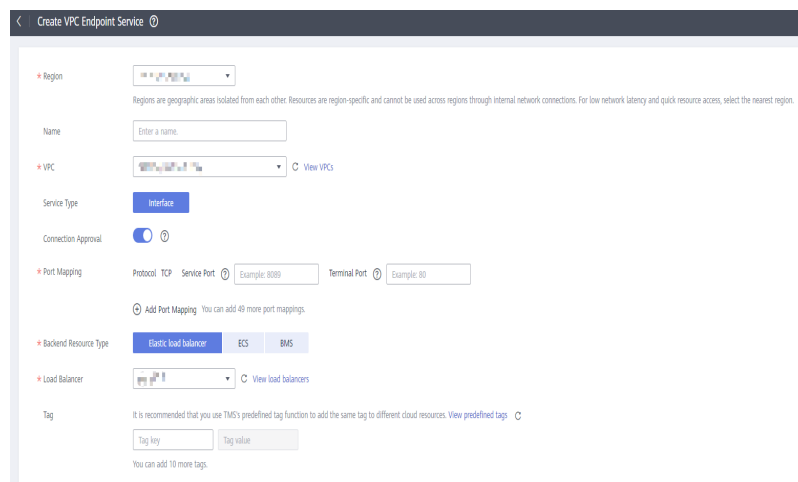 Create VPC Endpoint Service ?
* Region
Regions are geographic areas isolated from each other. Resources are region-specific and cannot be used across regions through internal network connections. For low network latency and quick resource access, select the nearest region.
Name Enter a name.
* VPC View VPCs
Service Type Interface
Connection Approval ?
* Port Mapping Protocol TCP Service Port ? Example: 8089 Terminal Port ? Example: 80
Add Port Mapping You can add 49 more port mappings.
* Backend Resource Type Elastic load balancer ECS BMS
* Load Balancer View load balancers
Tag It is recommended that you use TMS's predefined tag function to add the same tag to different cloud resources. View predefined tags
Tag key Tag value
You can add 10 more tags.